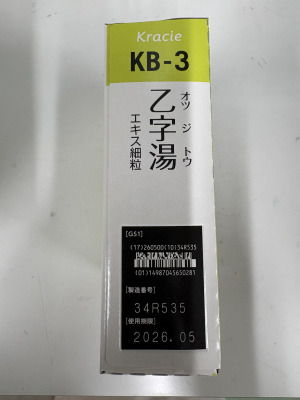 Kracie
KB-3
乙字湯
オツ ジ トウ
エキス細粒
[GS1]
(17)260500(10)34R535
(01)14987045650281
[製造番号]
34R535
[使用期限]
2026.05